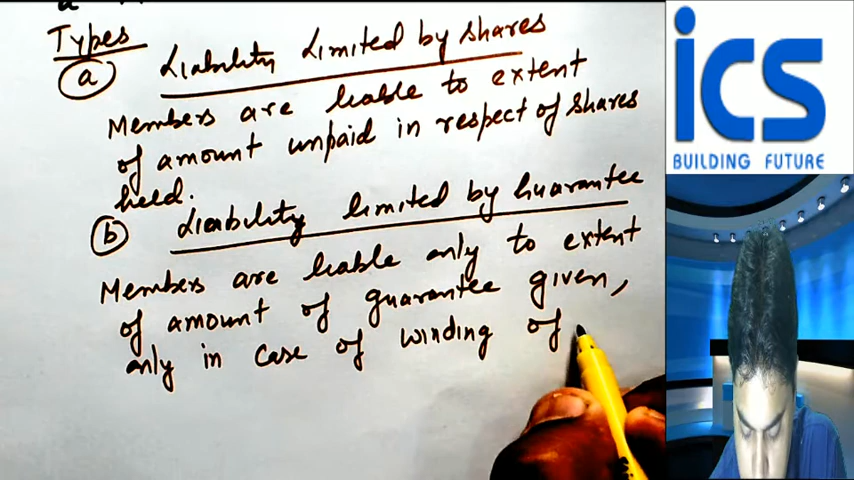 Types
(a) Liability Limited by shares
Members are liable to extent
of amount unpaid in respect of shares
held.
(b) Liability limited by Guarantee
Members are liable only to extent
of amount of guarantee given,
only in case of winding of
ICS
BUILDING FUTURE